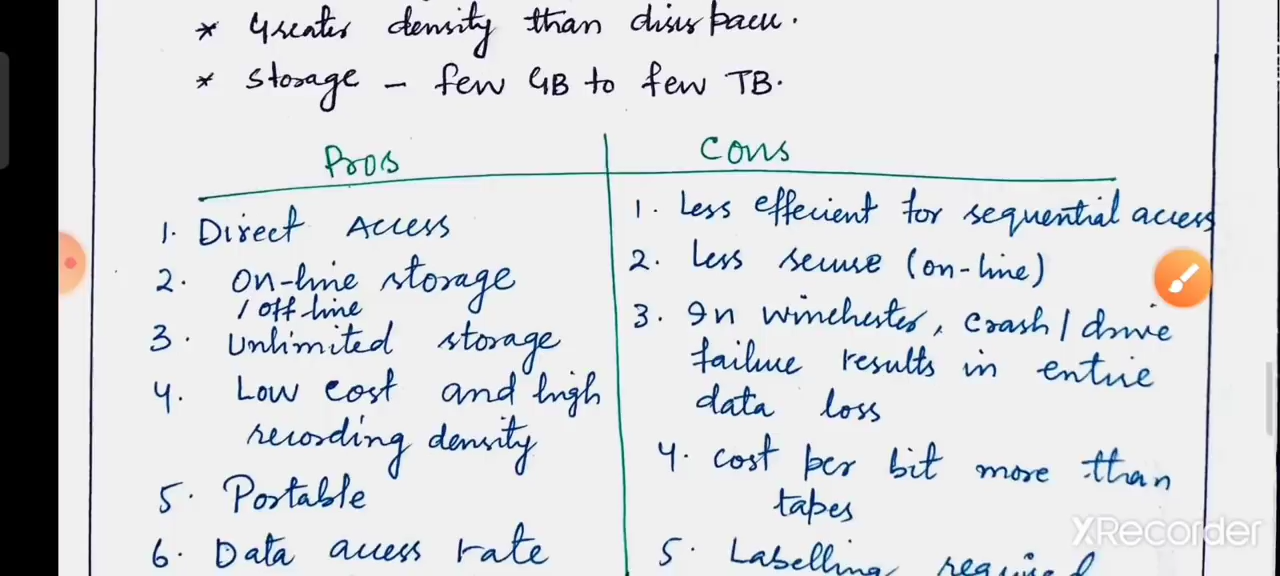 * Greater density than disk pack.
* Storage – few GB to few TB.
Pros
1. Direct Access
2. On-line storage
/ off-line
3. Unlimited storage
4. Low cost and high
recording density
5. Portable
6. Data access rate
Cons
1. Less effecient for sequential access
2. Less secure (on-line)
3. In winchester, crash / drive
failure results in entire
data loss
4. Cost per bit more than
tapes
5. Labelling required
XRecorder